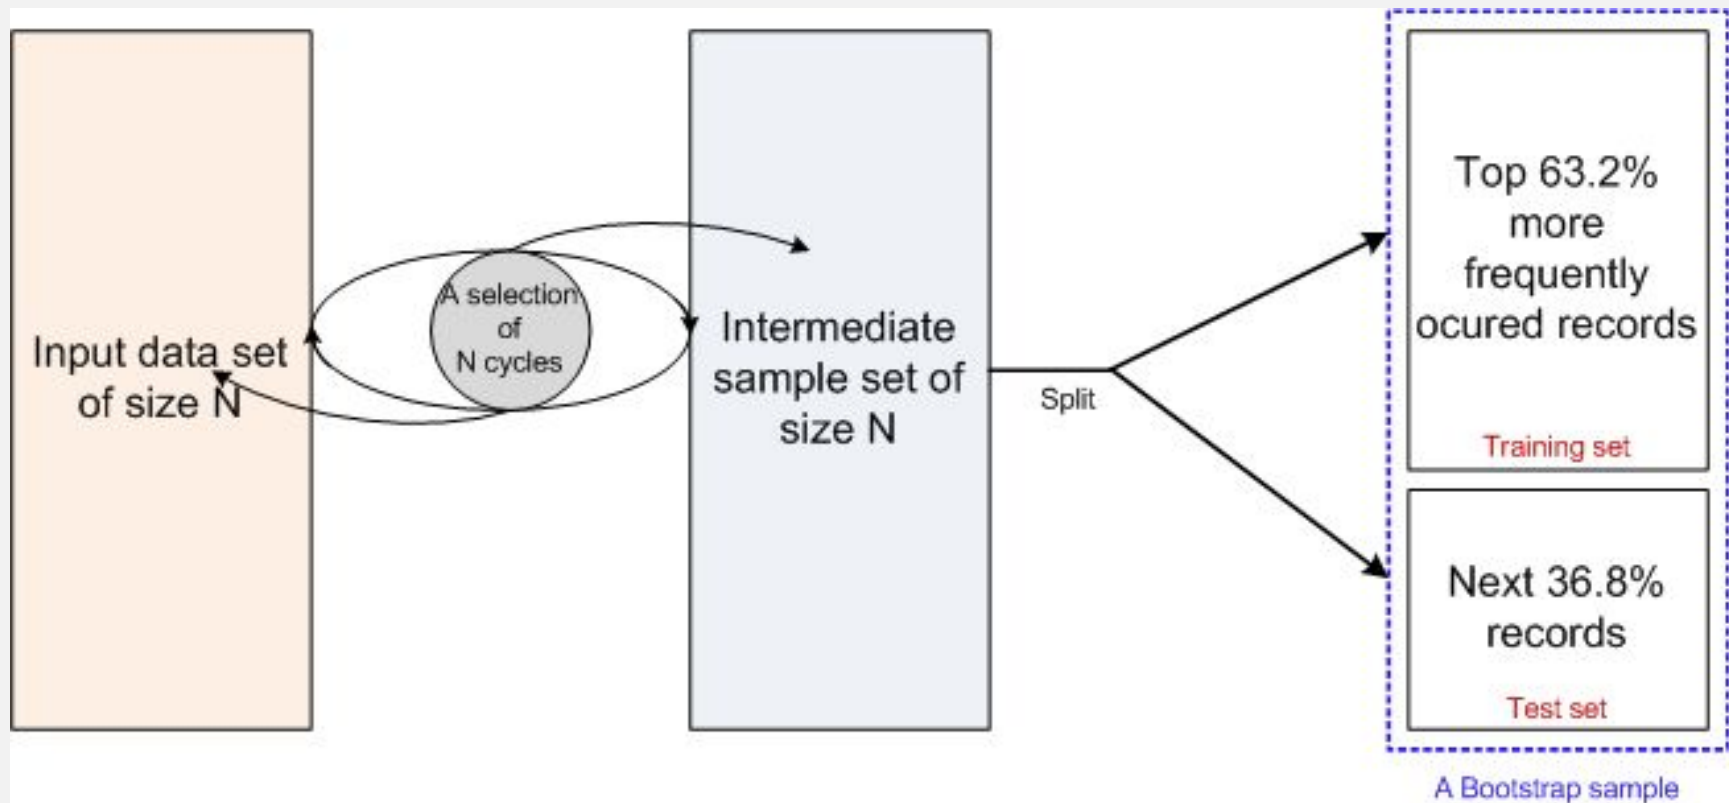 Input data set
of size N
A selection
of
N cycles
Intermediate
sample set of
size N
Split
Top 63.2%
more
frequently
ocured records
Training set
Next 36.8%
records
Test set
A Bootstrap sample